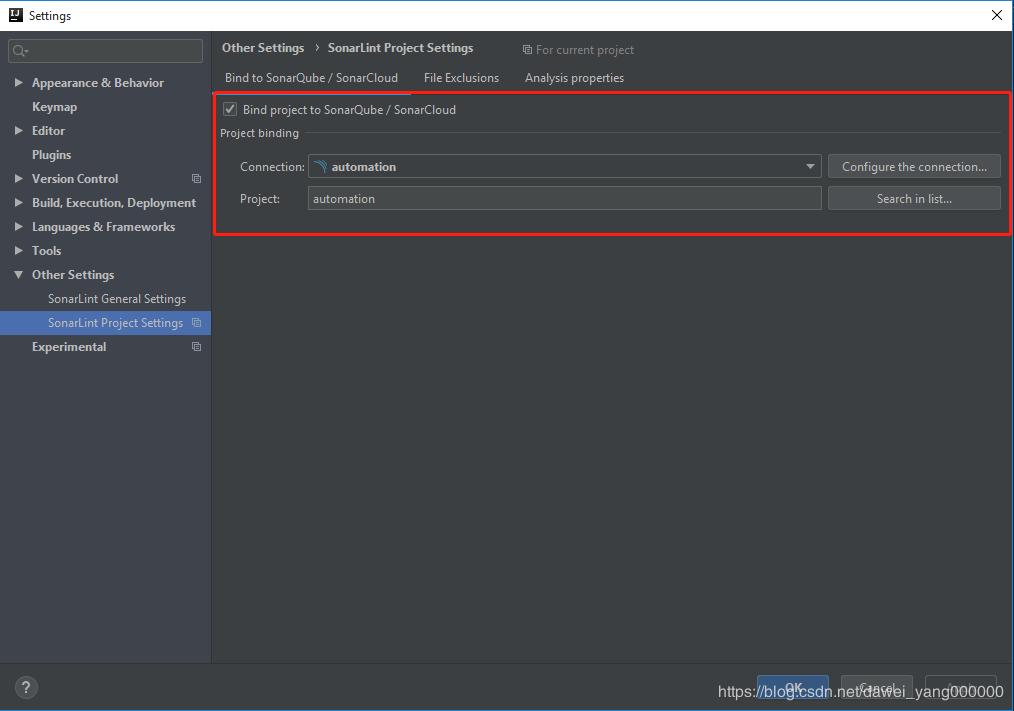 Settings
Other Settings › SonarLint Project Settings For current project
Bind to SonarQube / SonarCloud File Exclusions Analysis properties
Appearance & Behavior
Keymap
Editor
Plugins
Version Control
Build, Execution, Deployment
Languages & Frameworks
Tools
Other Settings
SonarLint General Settings
SonarLint Project Settings
Experimental
Bind project to SonarQube / SonarCloud
Project binding
Connection: automation Configure the connection...
Project: automation Search in list...
? OK Cancel Apply
https://blog.csdn.net/dawei_yang000000